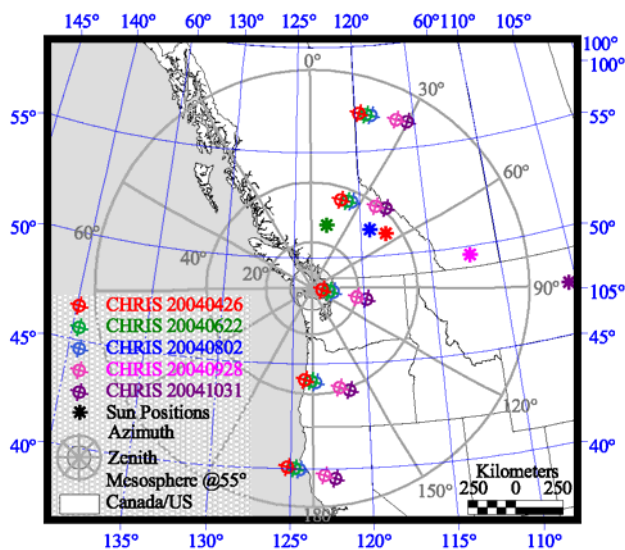 145° 140° 60° 135° 130° 125° 120° 60° 110° 105°
100°
100°
0°
30°
55°
55°
60°
50°
50°
60°
40°
20°
90°
105°
CHRIS 20040426
CHRIS 20040622
45°
45°
CHRIS 20040802
CHRIS 20040928
CHRIS 20041031
Sun Positions
120°
Azimuth
40°
40°
Zenith
Kilometers
Mesosphere @55°
150°
250 0 250
Canada/US
180°
135° 130° 125° 120° 115° 110°